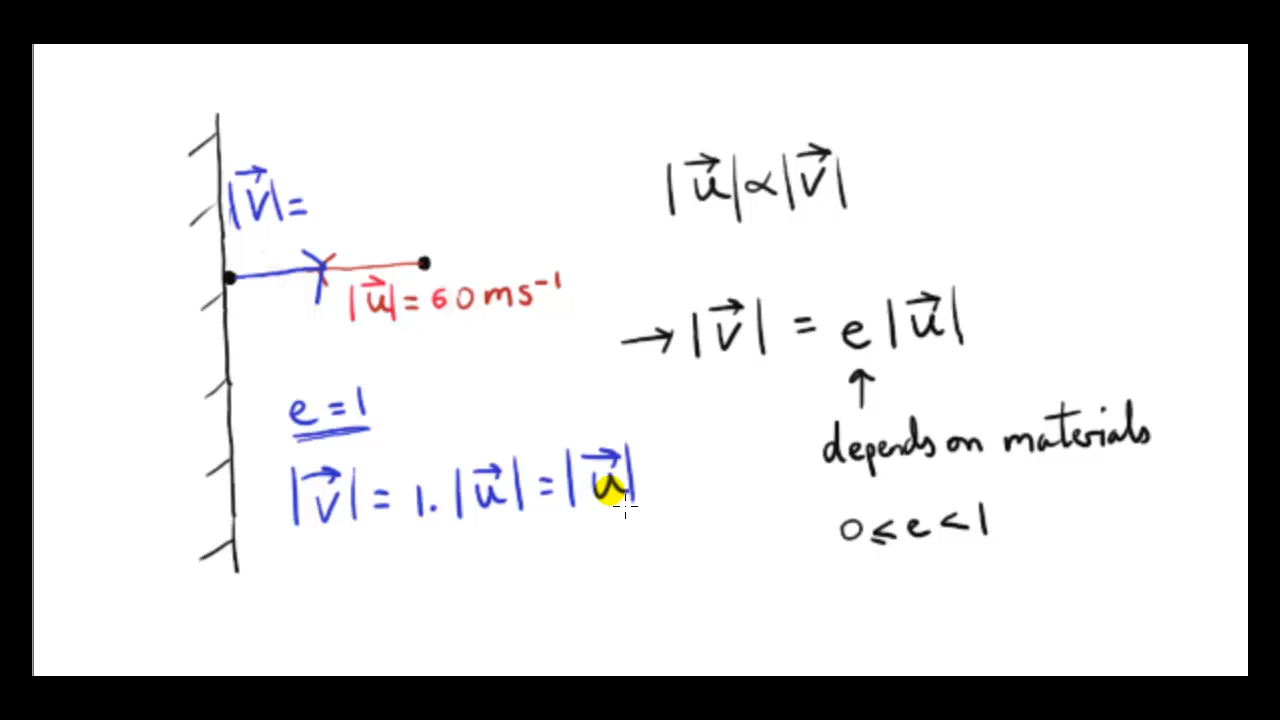 |v⃗| =
|u⃗| = 60 ms⁻¹
e = 1
|v⃗| = 1. |u⃗| = |u⃗|
|u⃗| ∝ |v⃗|
→ |v⃗| = e |u⃗|
↑
depends on materials
0 ≤ e < 1